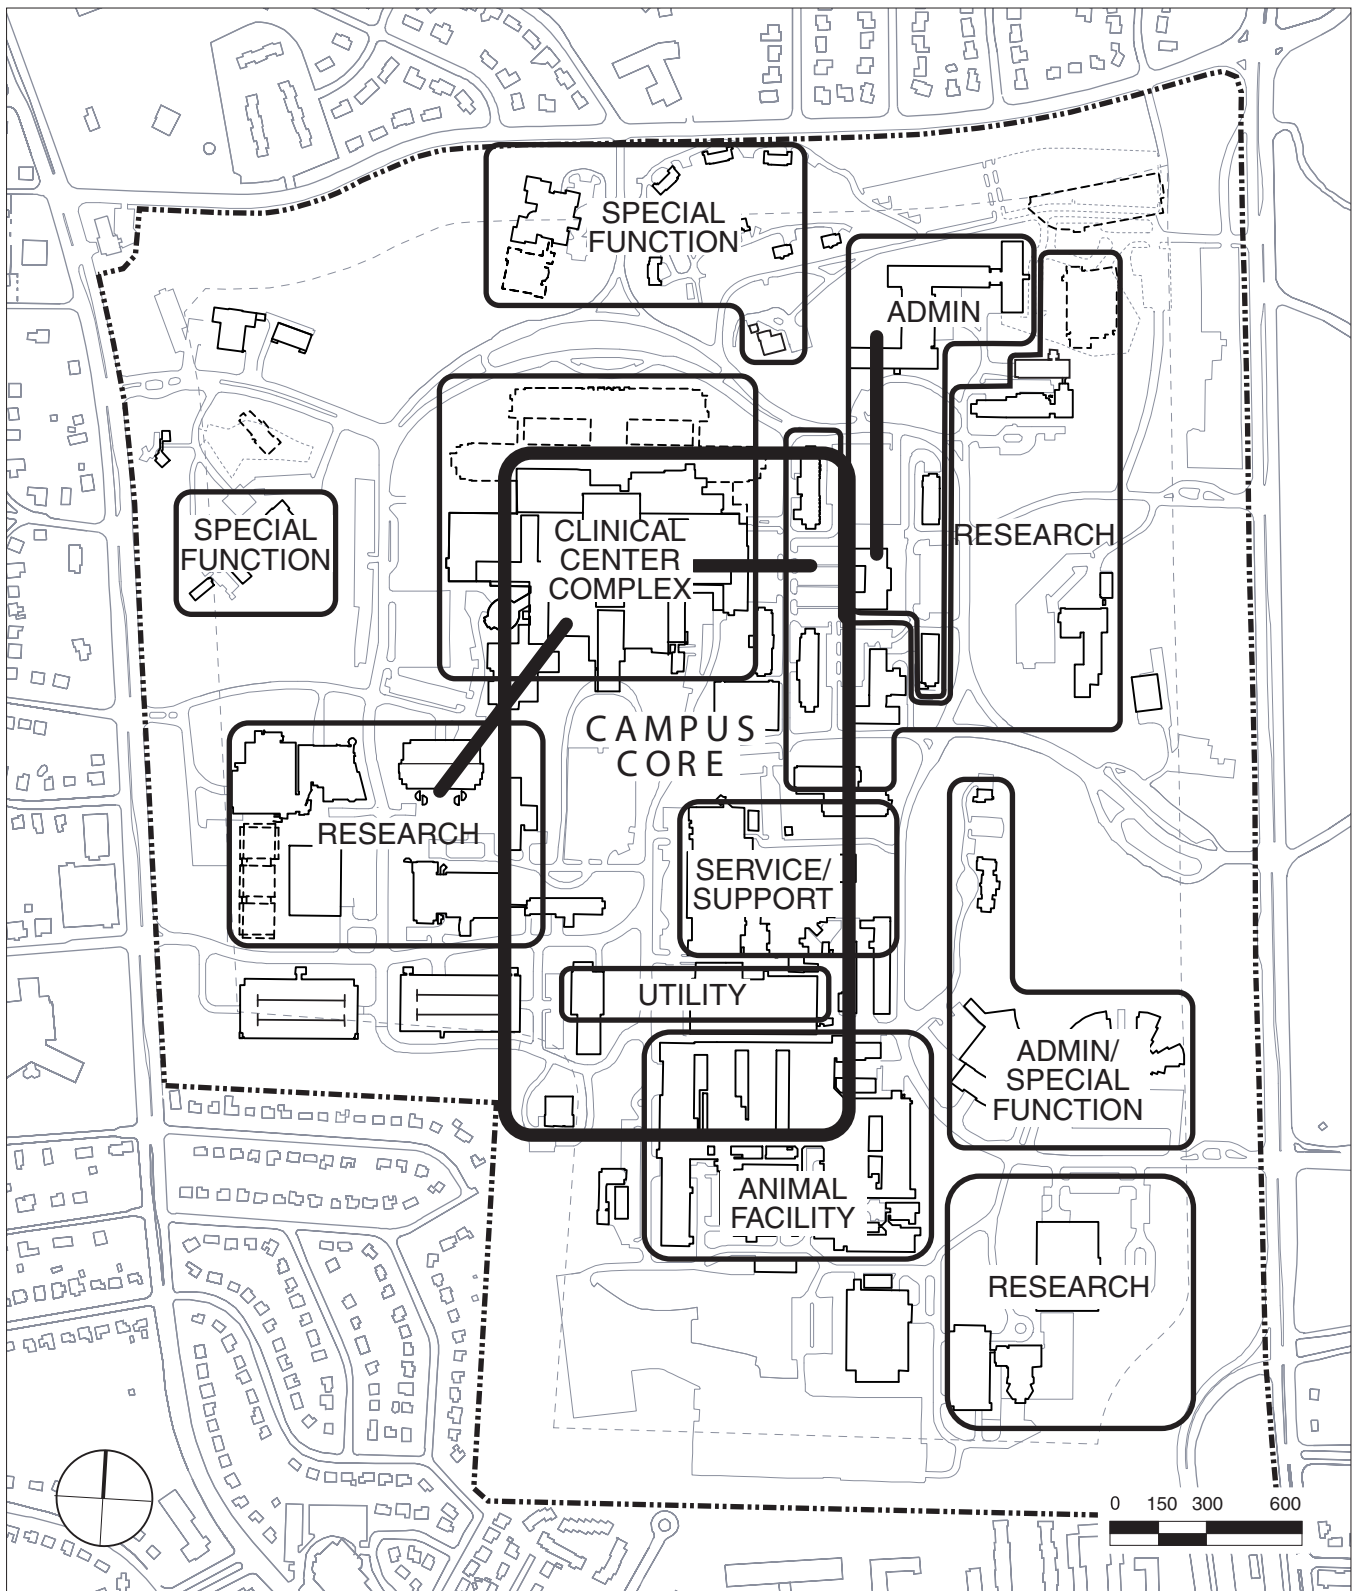 SPECIAL
FUNCTION
ADMIN
SPECIAL
FUNCTION
CLINICAL
CENTER
COMPLEX
RESEARCH
CAMPUS
CORE
RESEARCH
SERVICE/
SUPPORT
UTILITY
ADMIN/
SPECIAL
FUNCTION
ANIMAL
FACILITY
RESEARCH
0 150 300 600